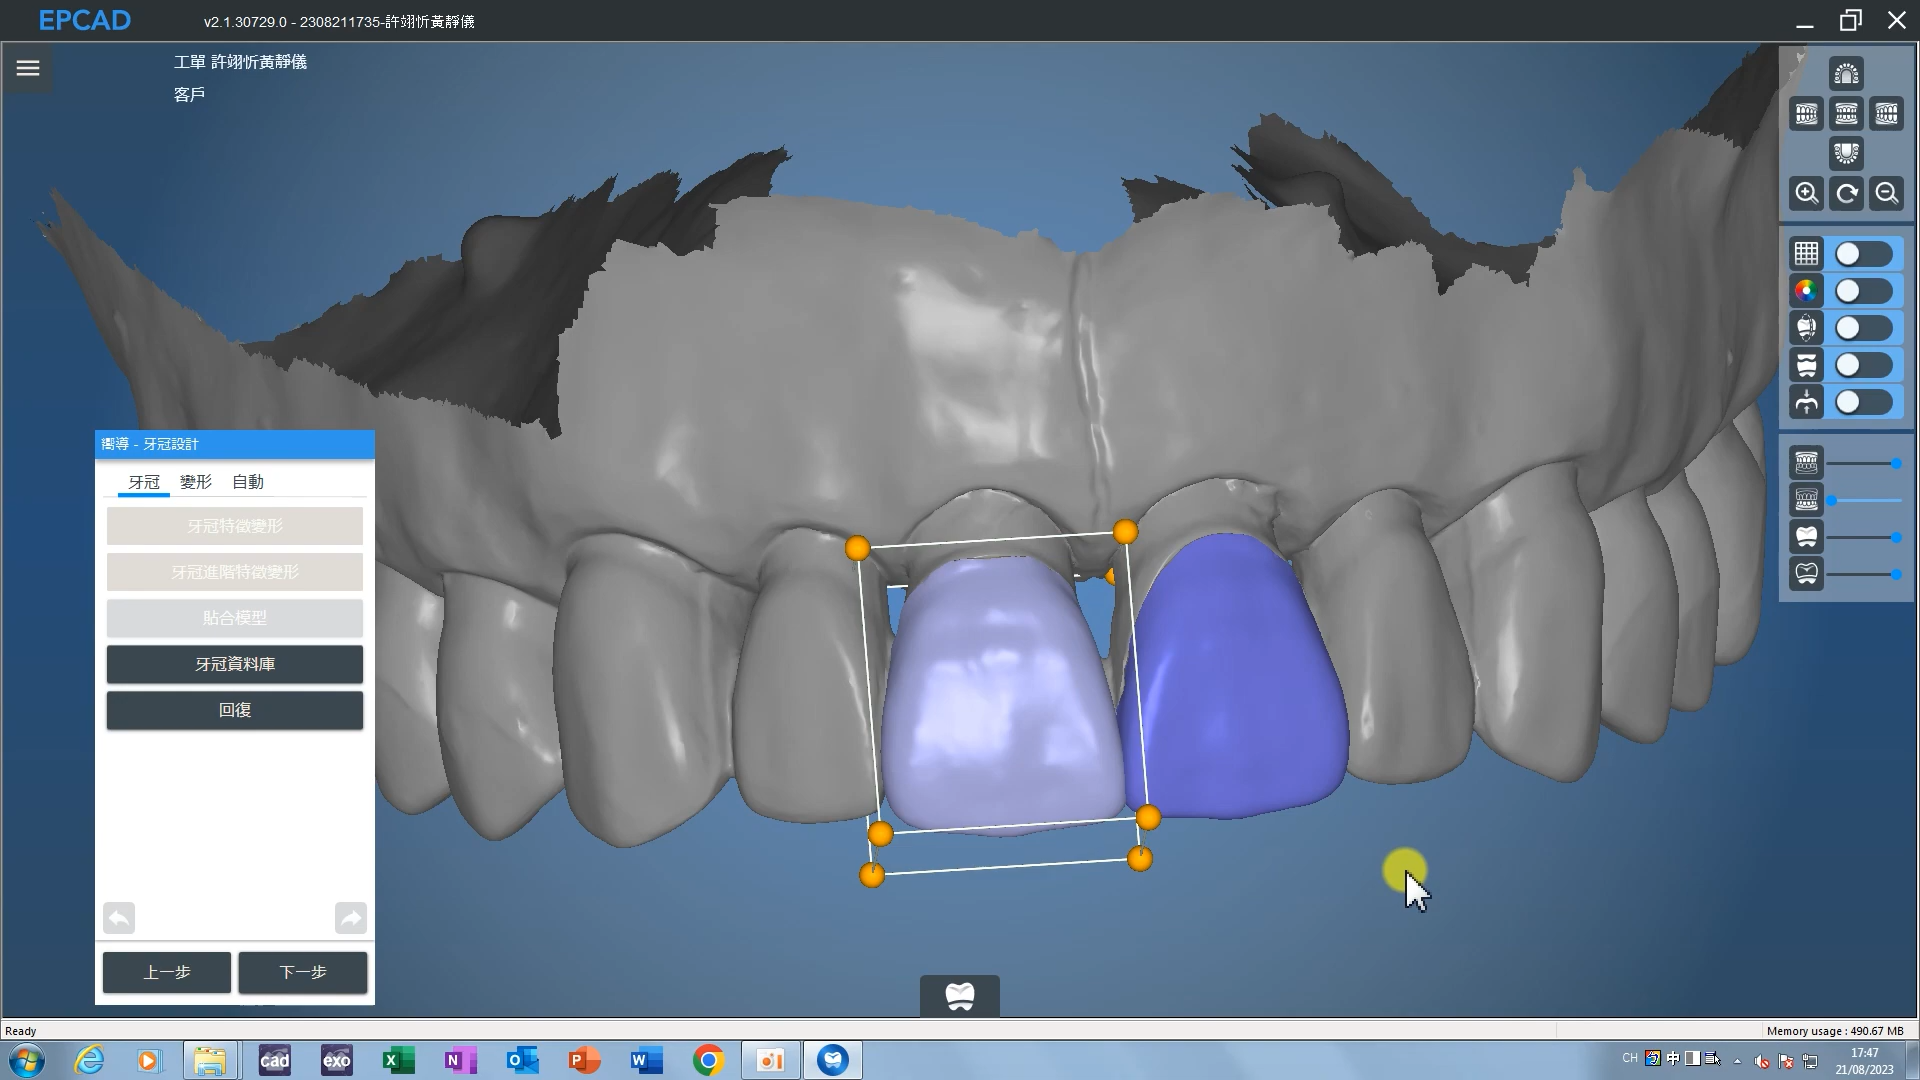 EPCAD
v2.1.30729.0 - 2308211735-許翊忻黃靜儀
工單 許翊忻黃靜儀
客戶
嚮導 - 牙冠設計
牙冠 變形 自動
牙冠特徵變形
牙冠進階特徵變形
貼合模型
牙冠資料庫
回復
上一步 下一步
Ready
Memory usage : 490.67 MB
cad exo
CH 中
17:47
21/08/2023